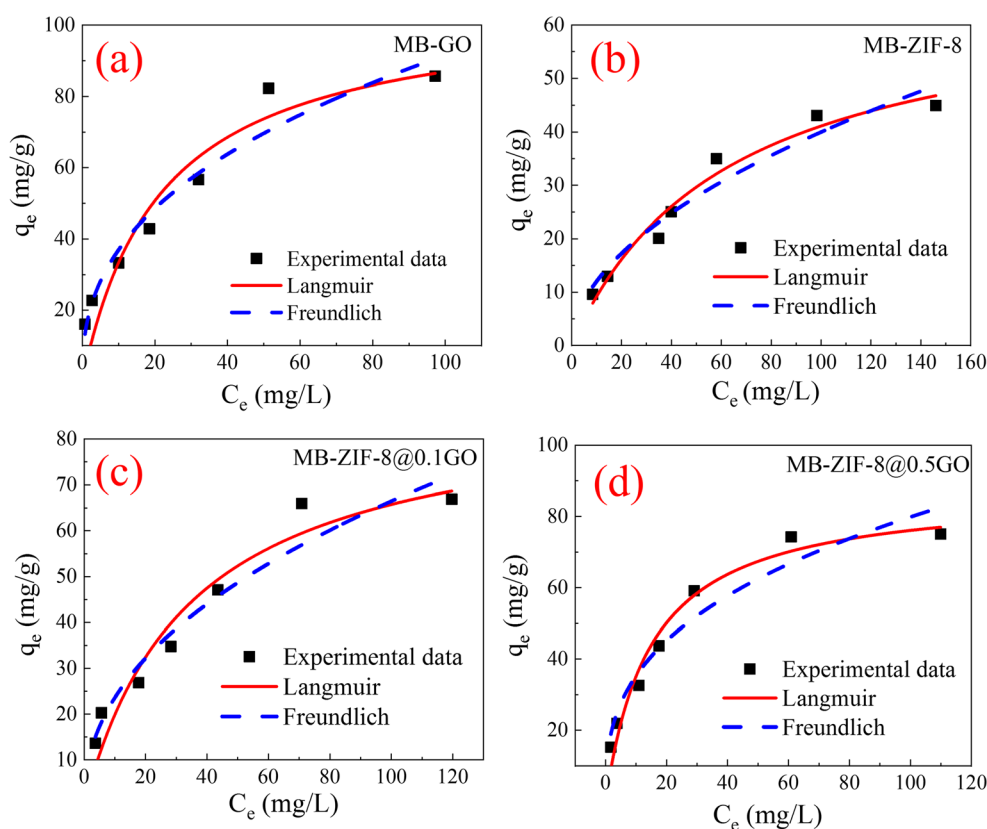 (a)
MB-GO
100
80
60
40
20
qe (mg/g)
Experimental data
Langmuir
Freundlich
0 20 40 60 80 100
Ce (mg/L)
(b)
MB-ZIF-8
60
50
40
30
20
10
0
qe (mg/g)
Experimental data
Langmuir
Freundlich
0 20 40 60 80 100 120 140 160
Ce (mg/L)
(c)
MB-ZIF-8@0.1GO
80
70
60
50
40
30
20
10
qe (mg/g)
Experimental data
Langmuir
Freundlich
0 20 40 60 80 100 120
Ce (mg/L)
(d)
MB-ZIF-8@0.5GO
100
80
60
40
20
qe (mg/g)
Experimental data
Langmuir
Freundlich
0 20 40 60 80 100 120
Ce (mg/L)